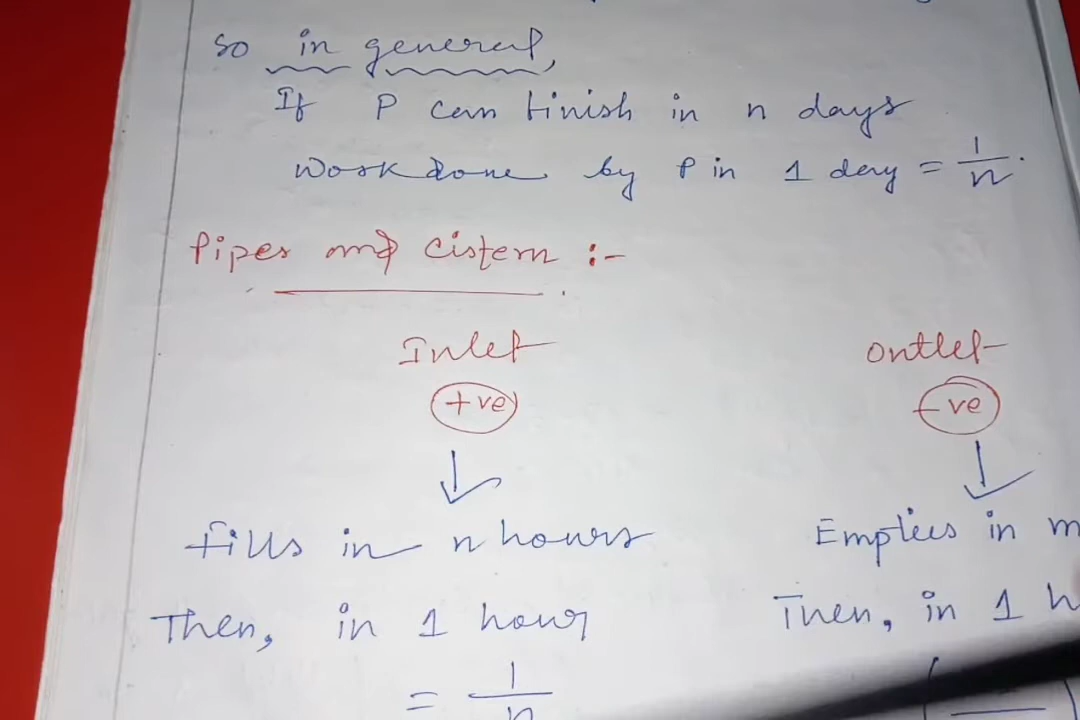 So in general,
If P can finish in n days
Work done by P in 1 day = 1/n.
Pipes and Cistern :-
Inlet
+ve
fills in n hours
Then, in 1 hour
= 1/n
Outlet
-ve
Empties in m
Then, in 1 h